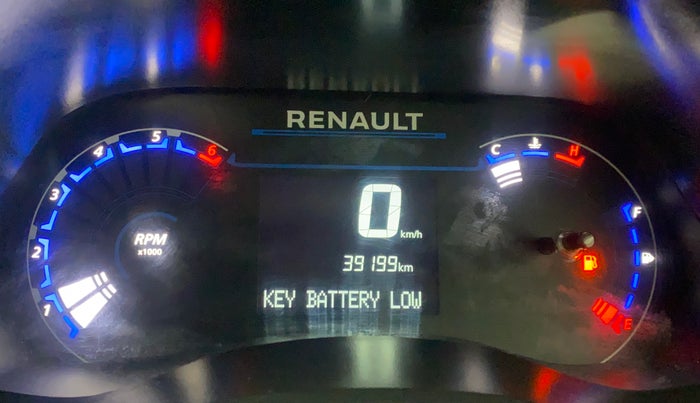 RENAULT
6
5
4
3
2
1
RPM
x1000
0 km/h
39199km
KEY BATTERY LOW
C H
F
E